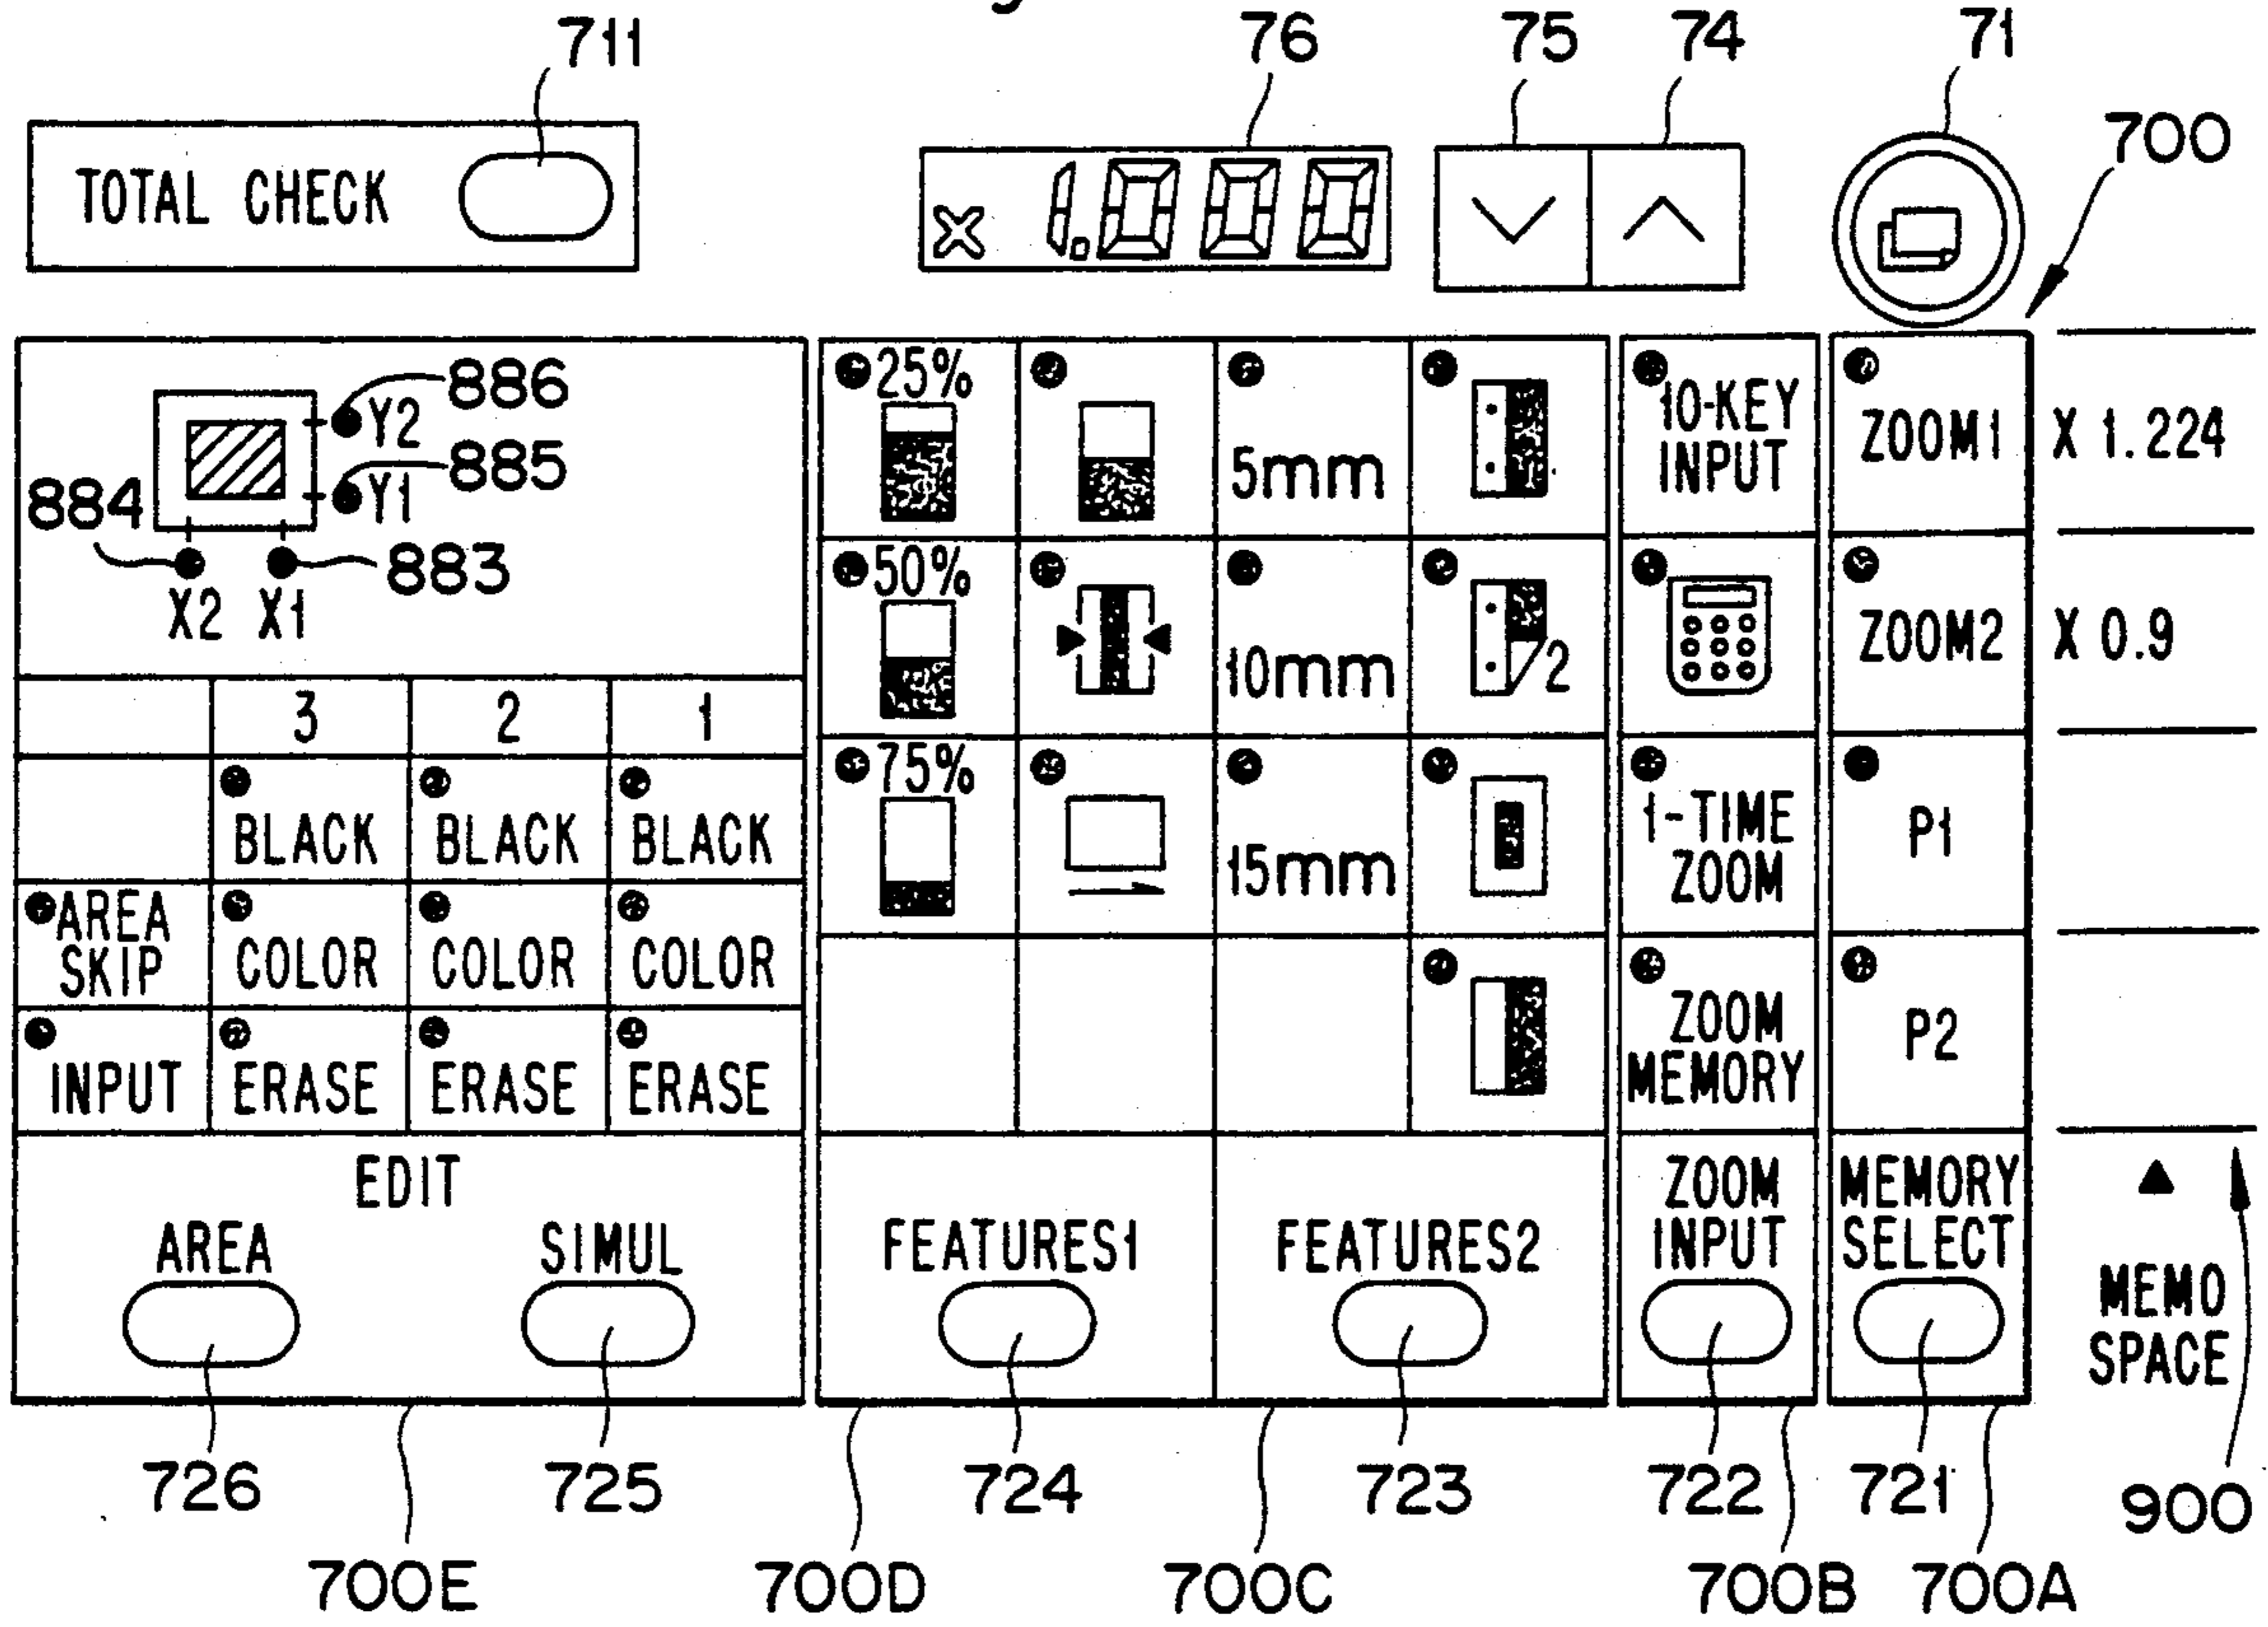 711
76
75
74
71
700
TOTAL CHECK
× 1.000
886
Y2
885
Y1
884
883
X2 X1
3 2 1
BLACK BLACK BLACK
AREA SKIP
COLOR COLOR COLOR
INPUT ERASE ERASE ERASE
EDIT
AREA SIMUL
25%
50%
75%
5mm
10mm
15mm
/2
FEATURES1
FEATURES2
10-KEY
INPUT
1-TIME
ZOOM
ZOOM
MEMORY
ZOOM
INPUT
ZOOM1
X 1.224
ZOOM2
X 0.9
P1
P2
MEMORY
SELECT
MEMO
SPACE
726
725
724
723
722
721
900
700E
700D
700C
700B
700A